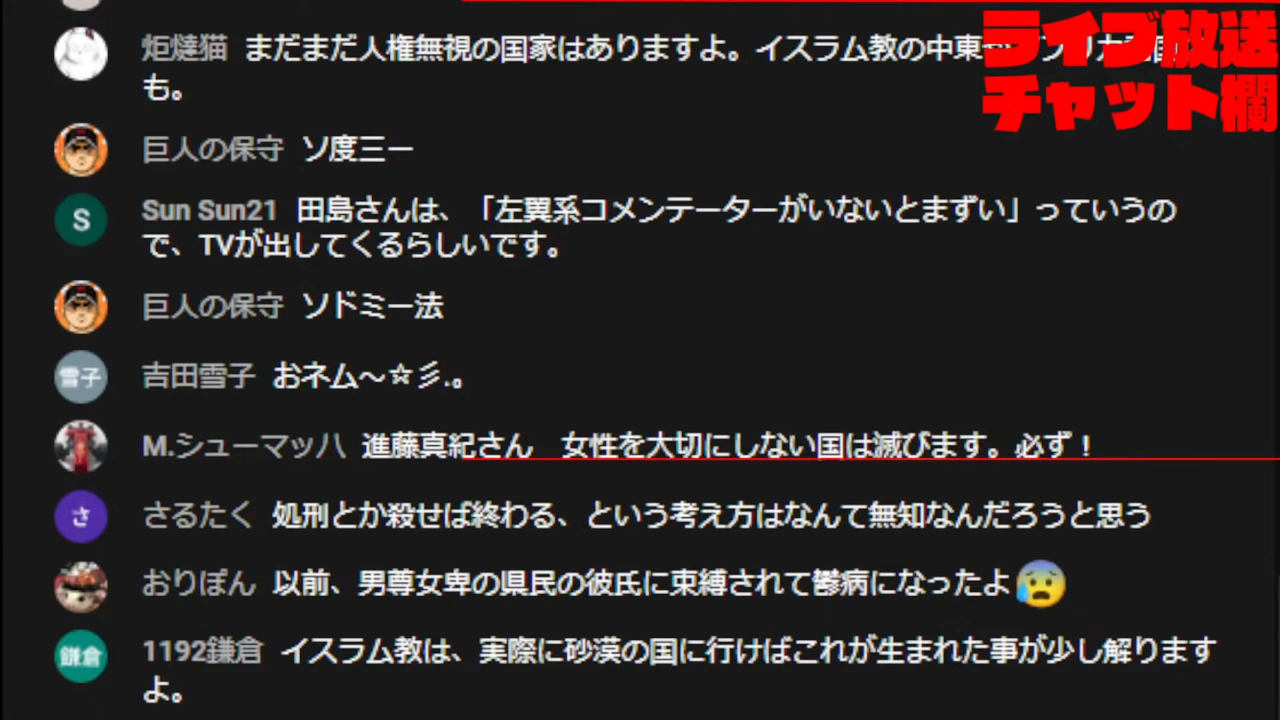 ライブ放送
チャット欄
炬燵猫 まだまだ人権無視の国家はありますよ。イスラム教の中東
も。
巨人の保守 ソ度三ー
S Sun Sun21 田島さんは、「左翼系コメンテーターがいないとまずい」っていうの
で、TVが出してくるらしいです。
巨人の保守 ソドミー法
雪子 吉田雪子 おネム～☆彡.。
M.シューマッハ 進藤真紀さん 女性を大切にしない国は滅びます。必ず！
さ さるたく 処刑とか殺せば終わる、という考え方はなんて無知なんだろうと思う
おりぽん 以前、男尊女卑の県民の彼氏に束縛されて鬱病になったよ😰
鎌倉 1192鎌倉 イスラム教は、実際に砂漠の国に行けばこれが生まれた事が少し解ります
よ。